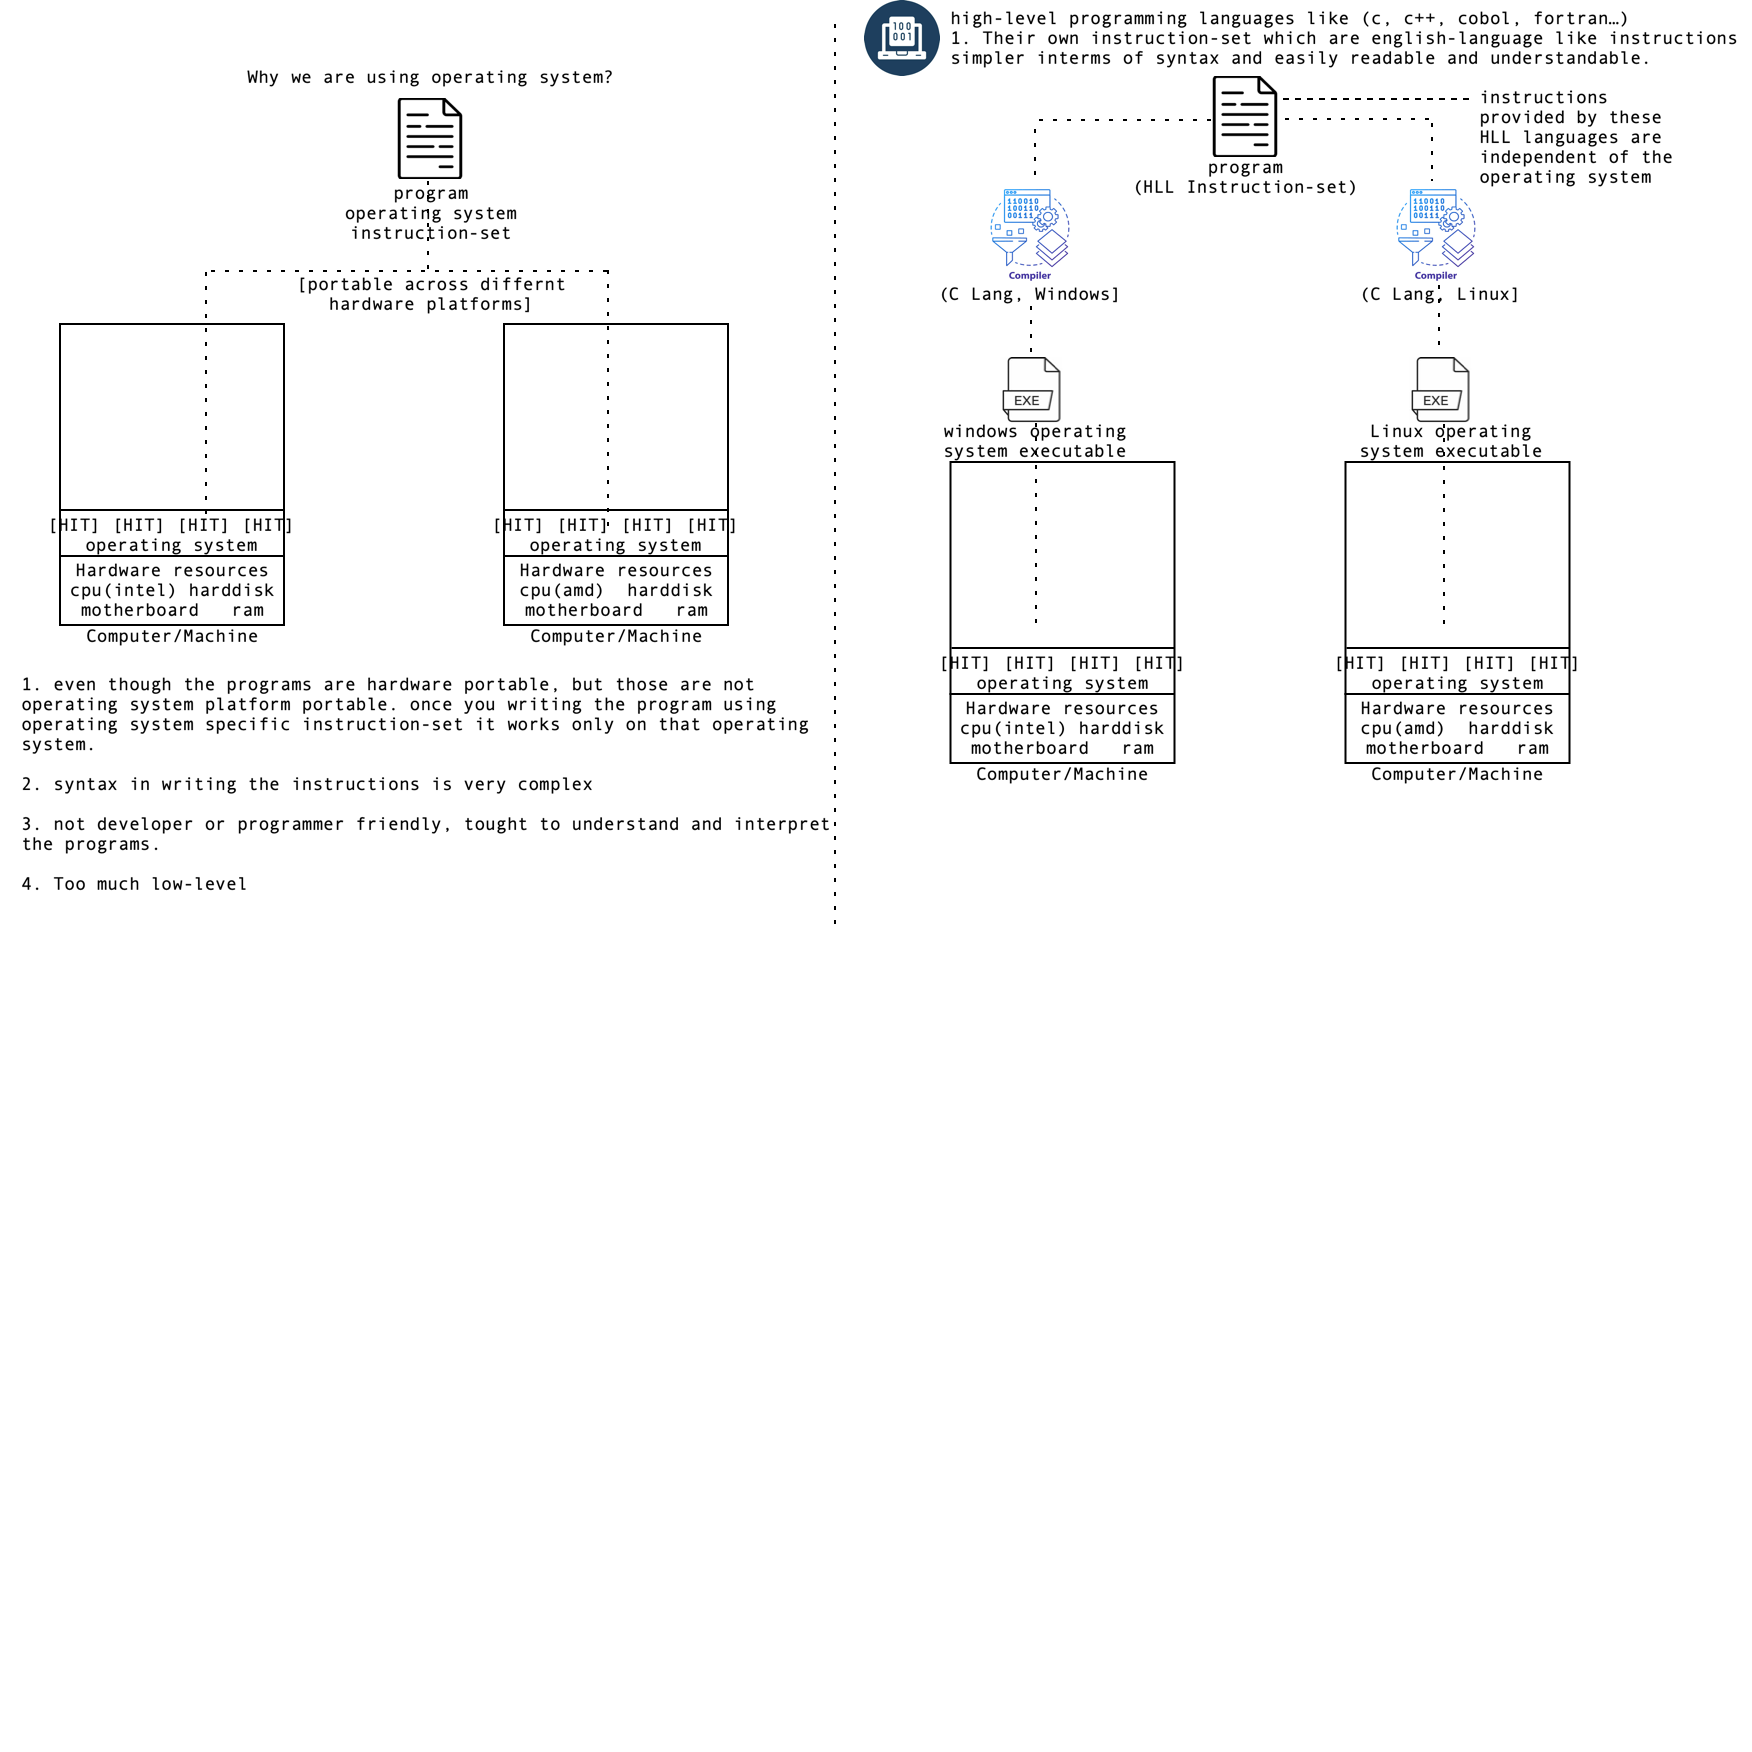 Why we are using operating system?
program
operating system
instruction-set
[portable across differnt
hardware platforms]
[HIT] [HIT] [HIT] [HIT]
operating system
Hardware resources
cpu(intel) harddisk
motherboard   ram
Computer/Machine
[HIT] [HIT] [HIT] [HIT]
operating system
Hardware resources
cpu(amd)  harddisk
motherboard   ram
Computer/Machine
1. even though the programs are hardware portable, but those are not
operating system platform portable. once you writing the program using
operating system specific instruction-set it works only on that operating
system.
2. syntax in writing the instructions is very complex
3. not developer or programmer friendly, tought to understand and interpret
the programs.
4. Too much low-level
100
001
high-level programming languages like (c, c++, cobol, fortran…)
1. Their own instruction-set which are english-language like instructions
simpler interms of syntax and easily readable and understandable.
program
(HLL Instruction-set)
instructions
provided by these
HLL languages are
independent of the
operating system
110010
100110
00111
Compiler
(C Lang, Windows]
EXE
windows operating
system executable
[HIT] [HIT] [HIT] [HIT]
operating system
Hardware resources
cpu(intel) harddisk
motherboard   ram
Computer/Machine
110010
100110
00111
Compiler
(C Lang, Linux]
EXE
Linux operating
system executable
[HIT] [HIT] [HIT] [HIT]
operating system
Hardware resources
cpu(amd)  harddisk
motherboard   ram
Computer/Machine